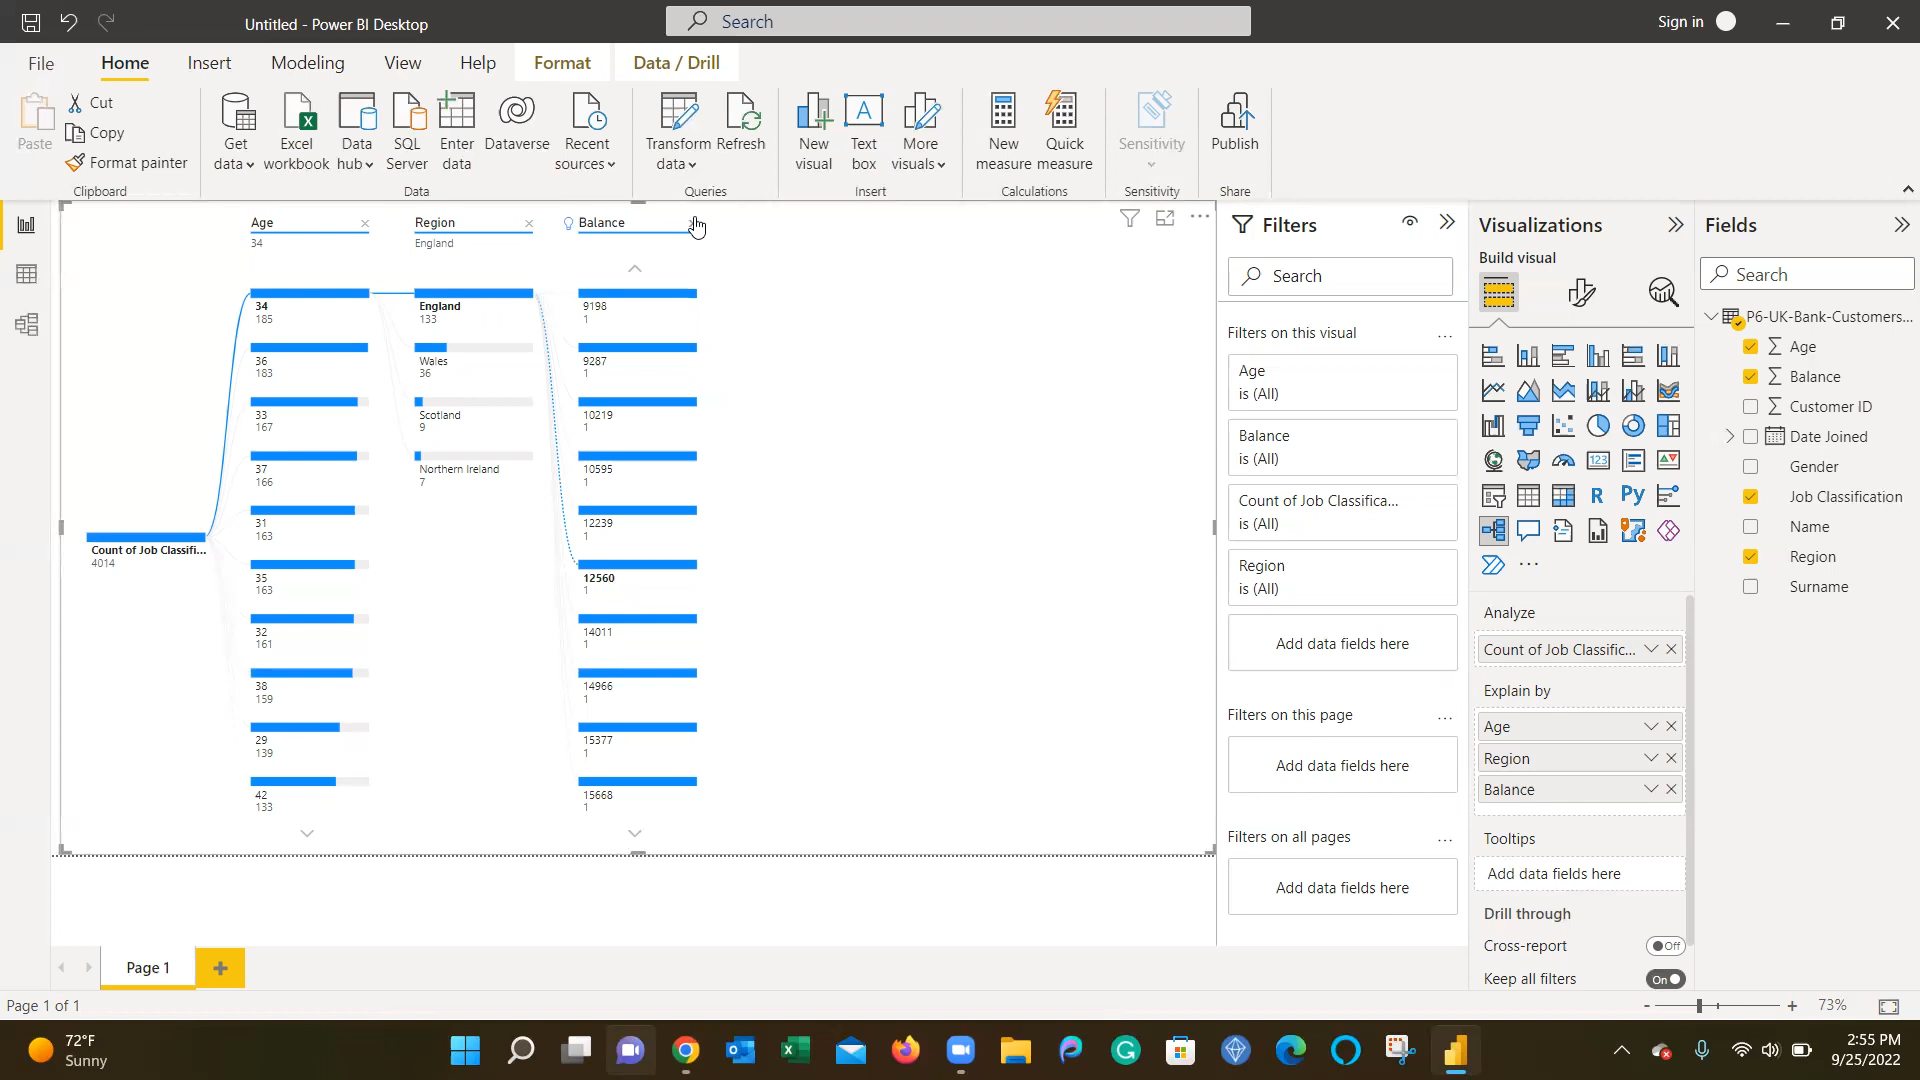 Untitled - Power BI Desktop
Search
Sign in
File
Home
Insert
Modeling
View
Help
Format
Data / Drill
Paste
Cut
Copy
Format painter
Clipboard
Get data
Excel workbook
Data hub
SQL Server
Enter data
Dataverse
Recent sources
Data
Transform data
Refresh
Queries
New visual
Text box
More visuals
Insert
New measure
Quick measure
Calculations
Sensitivity
Sensitivity
Publish
Share
Age
34
Region
England
Balance
Count of Job Classifi...
4014
34
185
36
183
33
167
37
166
31
163
35
163
32
161
38
159
29
139
42
133
England
133
Wales
36
Scotland
9
Northern Ireland
7
9198
1
9287
1
10219
1
10595
1
12239
1
12560
1
14011
1
14966
1
15377
1
15668
1
Filters
Search
Filters on this visual
...
Age
is (All)
Balance
is (All)
Count of Job Classifica...
is (All)
Region
is (All)
Add data fields here
Filters on this page
...
Add data fields here
Filters on all pages
...
Add data fields here
Visualizations
Build visual
123
R
Py
...
Analyze
Count of Job Classific...
Explain by
Age
Region
Balance
Tooltips
Add data fields here
Drill through
Cross-report
Off
Keep all filters
On
Fields
Search
P6-UK-Bank-Customers...
Age
Balance
Customer ID
Date Joined
Gender
Job Classification
Name
Region
Surname
Page 1
Page 1 of 1
- + 73%
72°F
Sunny
2:55 PM
9/25/2022